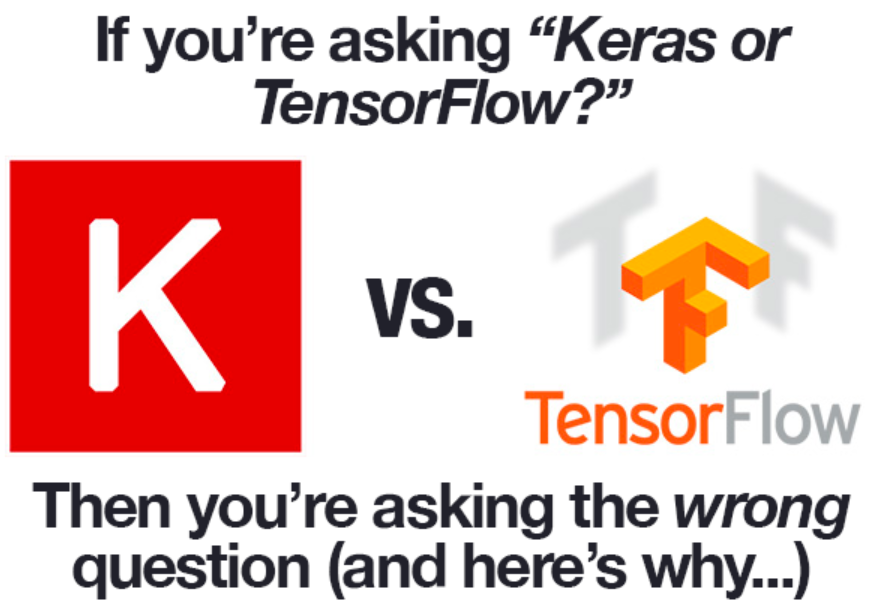 If you’re asking “Keras or
TensorFlow?”
K
vs.
TF
TensorFlow
Then you’re asking the wrong
question (and here’s why...)